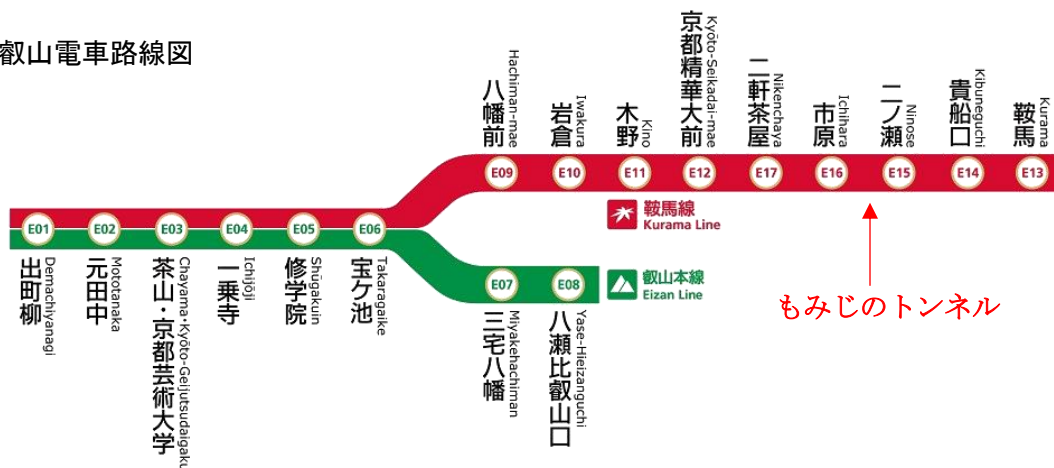 叡山電車路線図
Hachiman-mae
八幡前
Iwakura
岩倉
Kino
木野
Kyōto-Seikadai-mae
京都精華大前
Nikenchaya
二軒茶屋
Ichihara
市原
Ninose
二ノ瀬
Kibuneguchi
貴船口
Kurama
鞍馬
E09 E10 E11 E12 E17 E16 E15 E14 E13
鞍馬線
Kurama Line
E01 E02 E03 E04 E05 E06
Demachiyanagi
出町柳
Mototanaka
元田中
Chayama・Kyōto-Geijutsudaigaku
茶山・京都芸術大学
Ichijōji
一乗寺
Shūgakuin
修学院
Takaragaike
宝ケ池
E07 E08
叡山本線
Eizan Line
Miyakehachiman
三宅八幡
Yase-Hieizanguchi
八瀬比叡山口
もみじのトンネル